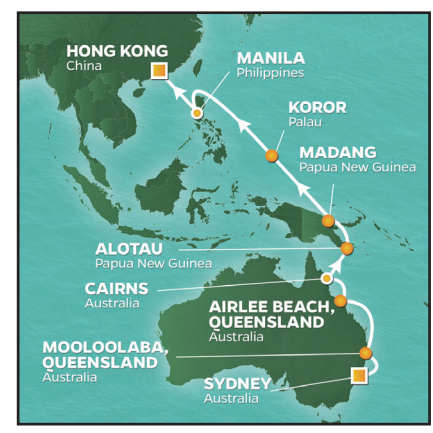 HONG KONG
China
MANILA
Philippines
KOROR
Palau
MADANG
Papua New Guinea
ALOTAU
Papua New Guinea
CAIRNS
Australia
AIRLEE BEACH,
QUEENSLAND
Australia
MOOLOOLABA,
QUEENSLAND
Australia
SYDNEY
Australia